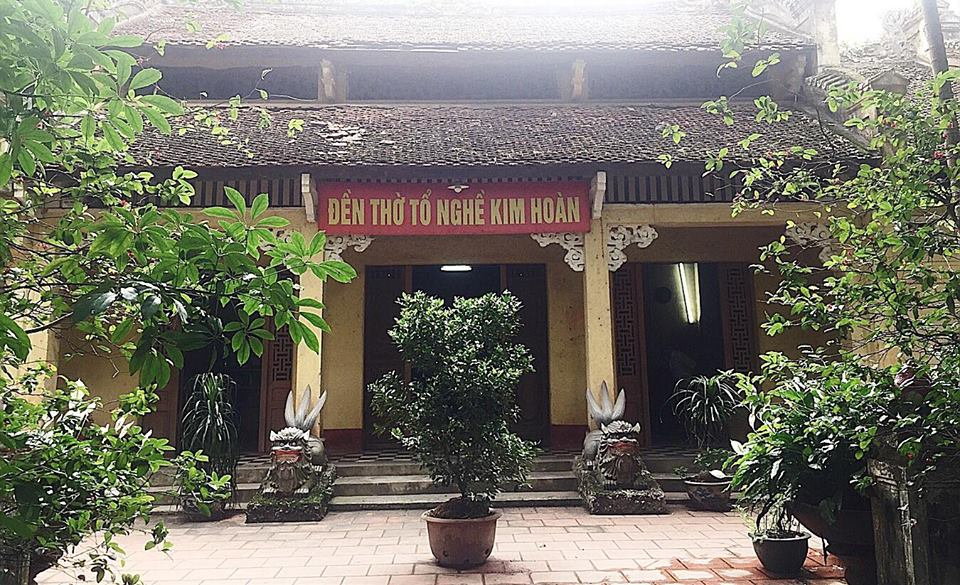 ĐỀN THỜ TỔ NGHỀ KIM HOÀN